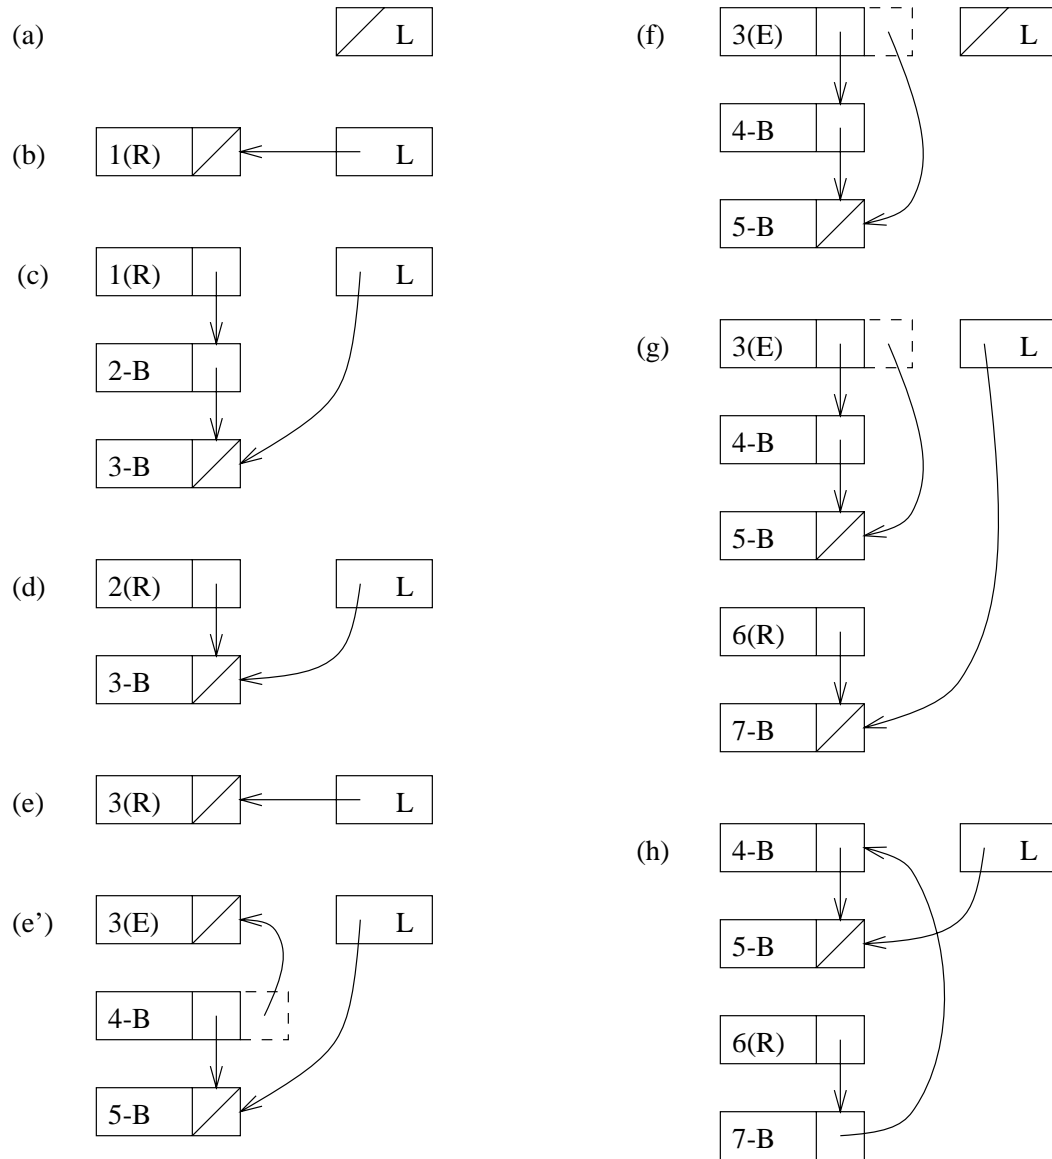 (a) L
(b) 1(R) L
(c) 1(R) L
2-B
3-B
(d) 2(R) L
3-B
(e) 3(R) L
(e’) 3(E) L
4-B
5-B
(f) 3(E) L
4-B
5-B
(g) 3(E) L
4-B
5-B
6(R)
7-B
(h) 4-B L
5-B
6(R)
7-B